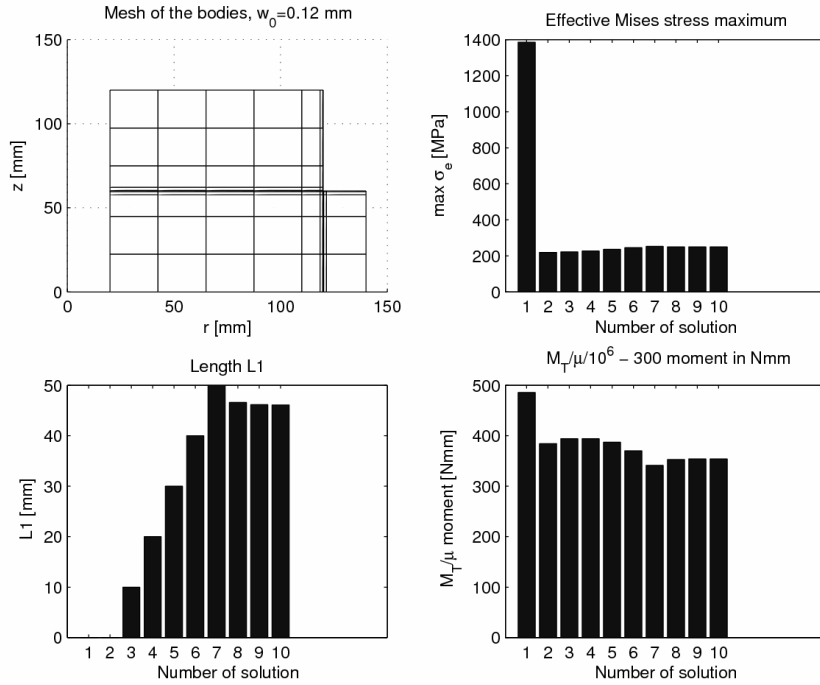 Mesh of the bodies, w₀=0.12 mm
150
100
50
0
z [mm]
0 50 100 150
r [mm]
Effective Mises stress maximum
1400
1200
1000
800
600
400
200
0
max σₑ [MPa]
1 2 3 4 5 6 7 8 9 10
Number of solution
Length L1
50
40
30
20
10
0
L1 [mm]
1 2 3 4 5 6 7 8 9 10
Number of solution
M_T/μ/10⁶ − 300 moment in Nmm
500
400
300
200
100
0
M_T/μ moment [Nmm]
1 2 3 4 5 6 7 8 9 10
Number of solution